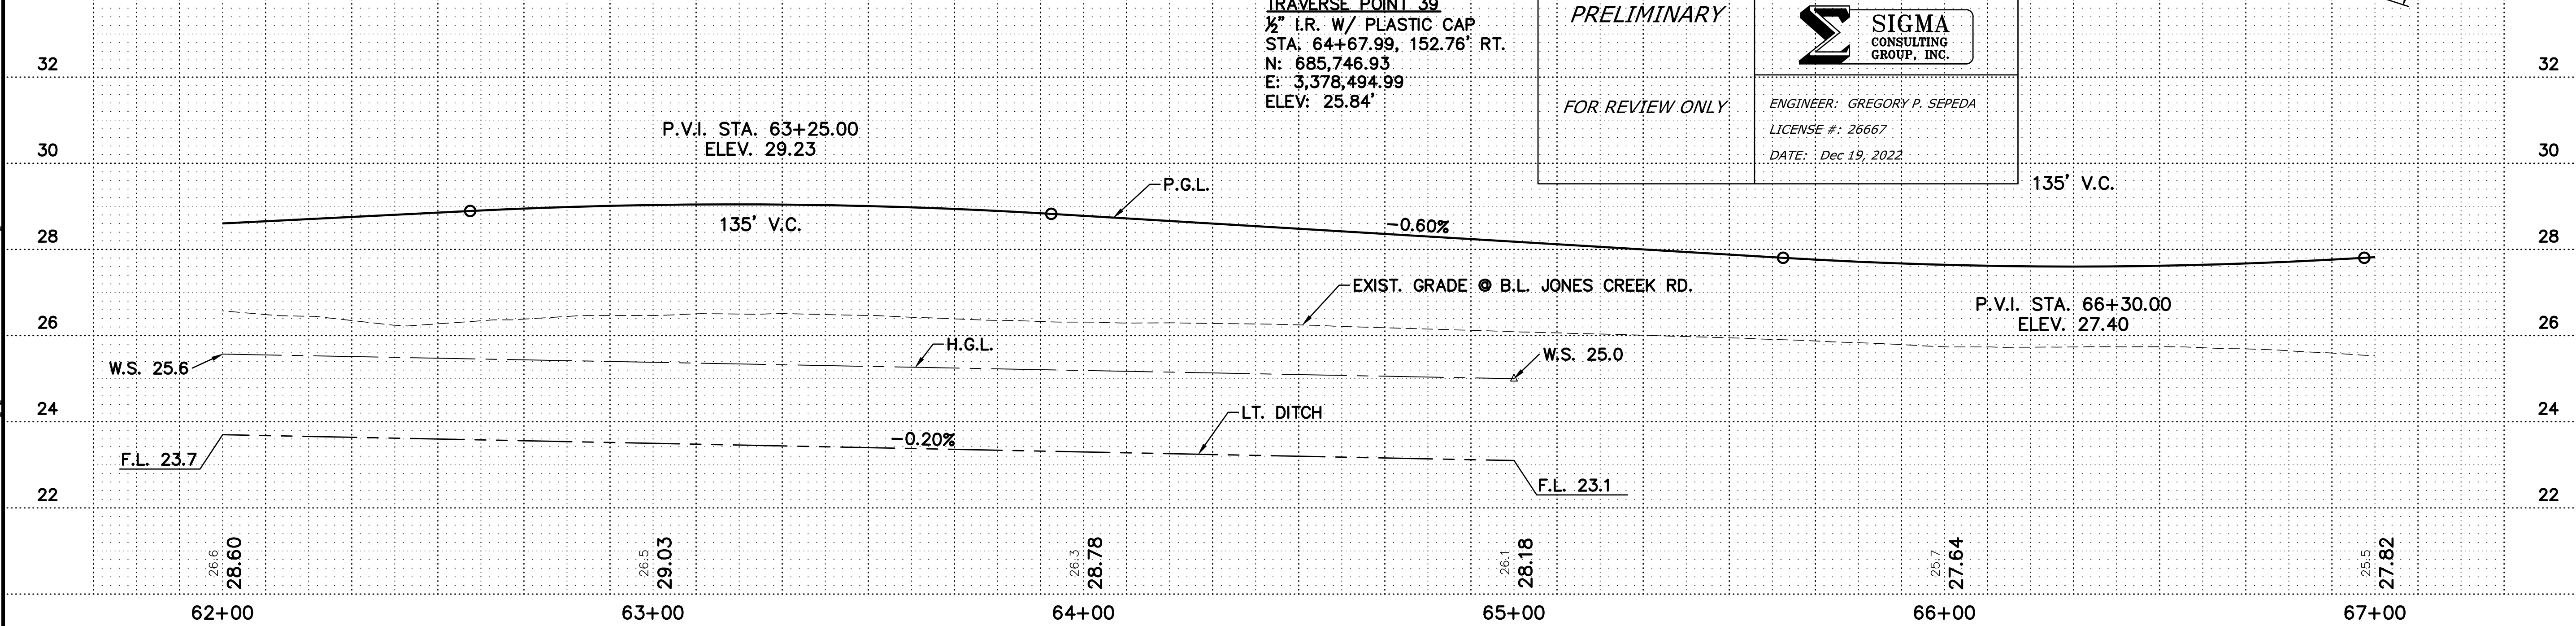 TRAVERSE POINT 39
½" I.R. W/ PLASTIC CAP
STA. 64+67.99, 152.76' RT.
N: 685,746.93
E: 3,378,494.99
ELEV: 25.84'
PRELIMINARY
FOR REVIEW ONLY
SIGMA
CONSULTING
GROUP, INC.
ENGINEER: GREGORY P. SEPEDA
LICENSE #: 26667
DATE: Dec 19, 2022
32
32
P.V.I. STA. 63+25.00
ELEV. 29.23
30
30
P.G.L.
135' V.C.
135' V.C.
-0.60%
28
28
EXIST. GRADE @ B.L. JONES CREEK RD.
P.V.I. STA. 66+30.00
ELEV. 27.40
26
26
H.G.L.
W.S. 25.6
W.S. 25.0
24
24
LT. DITCH
-0.20%
F.L. 23.7
F.L. 23.1
22
22
26.6
28.60
26.5
29.03
26.3
28.78
26.1
28.18
25.7
27.64
25.5
27.82
62+00
63+00
64+00
65+00
66+00
67+00